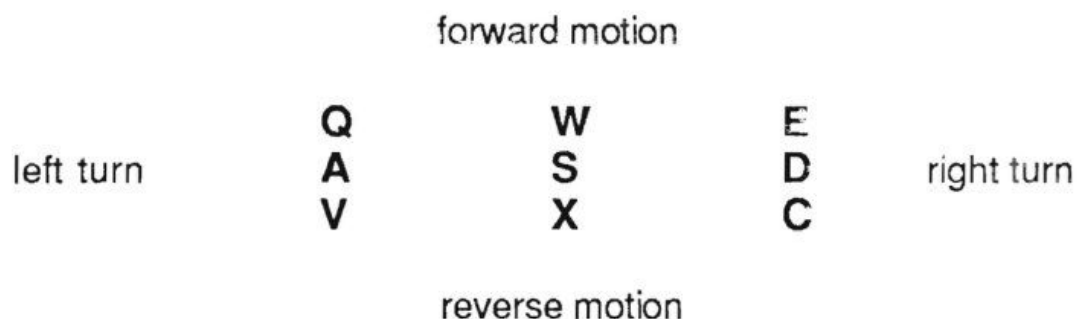 forward motion
Q W E
left turn A S D right turn
V X C
reverse motion